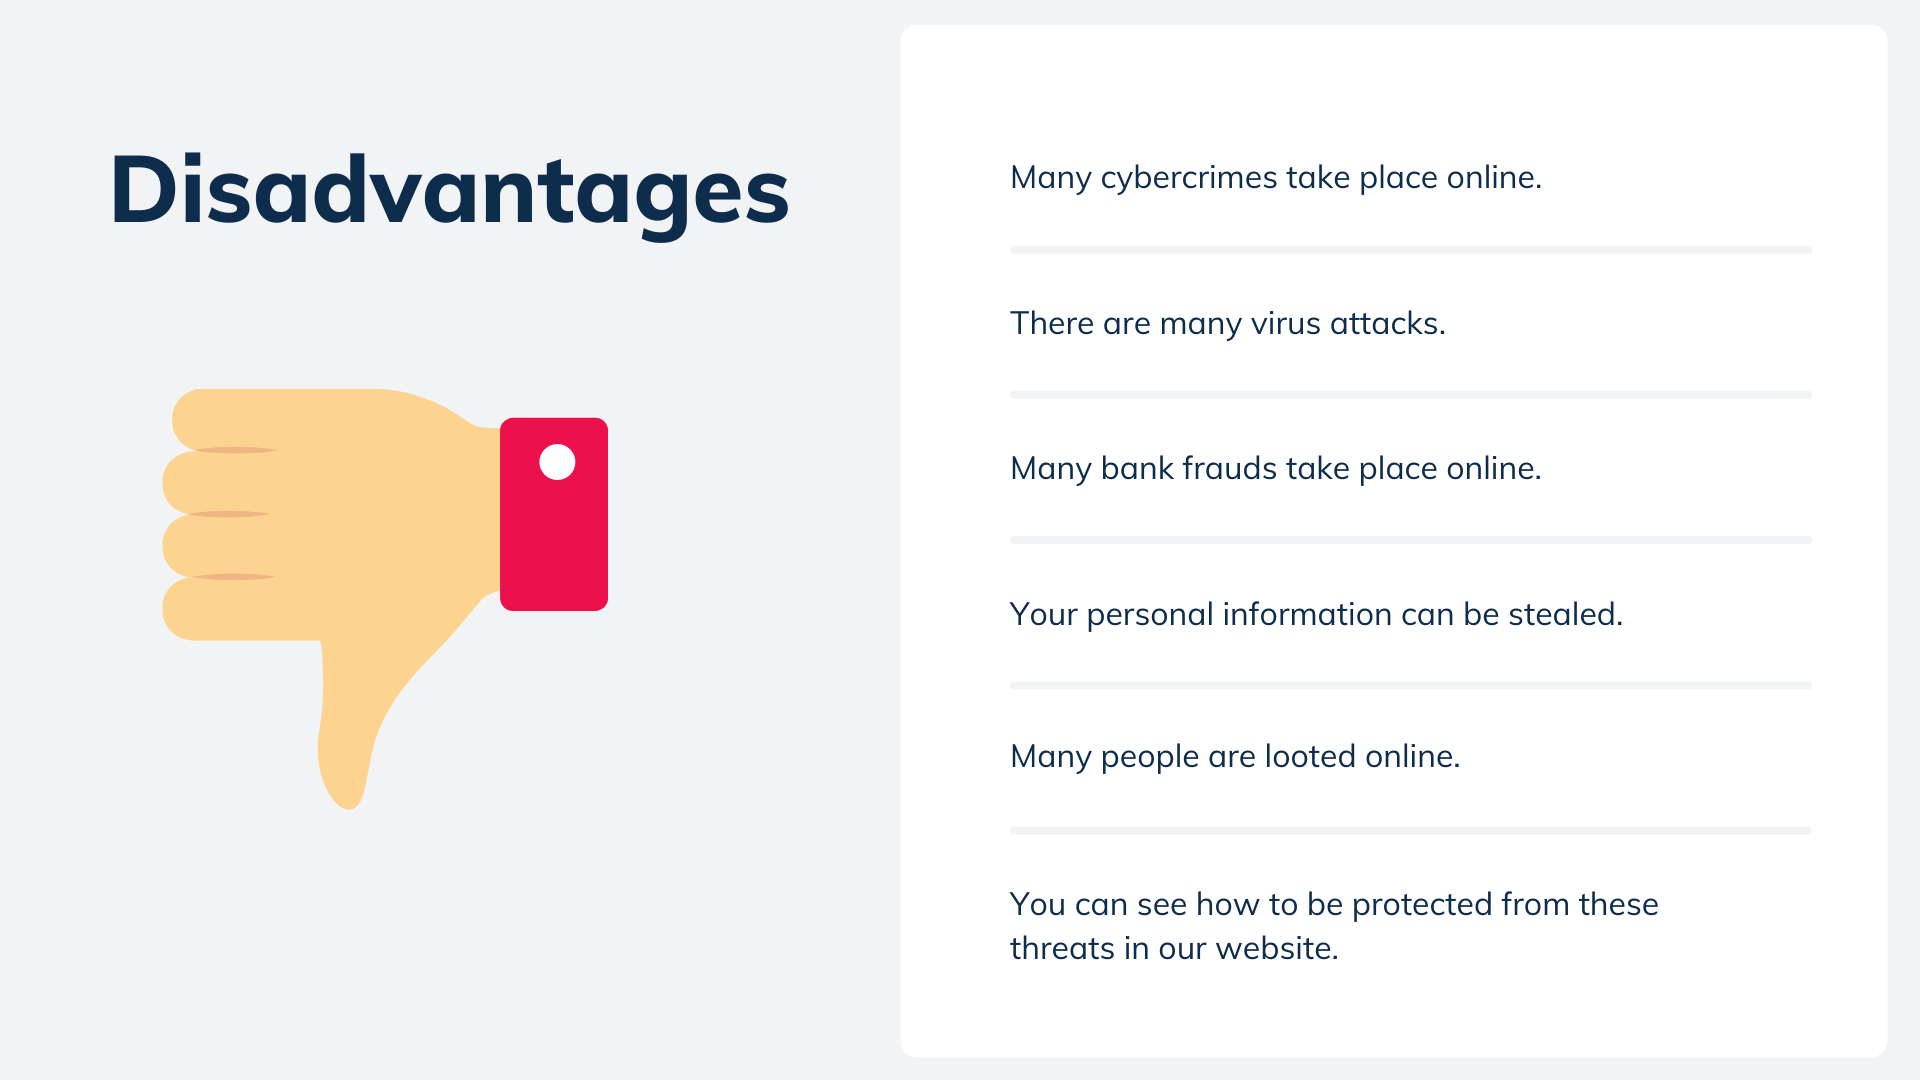 Disadvantages
Many cybercrimes take place online.
There are many virus attacks.
Many bank frauds take place online.
Your personal information can be stealed.
Many people are looted online.
You can see how to be protected from these
threats in our website.